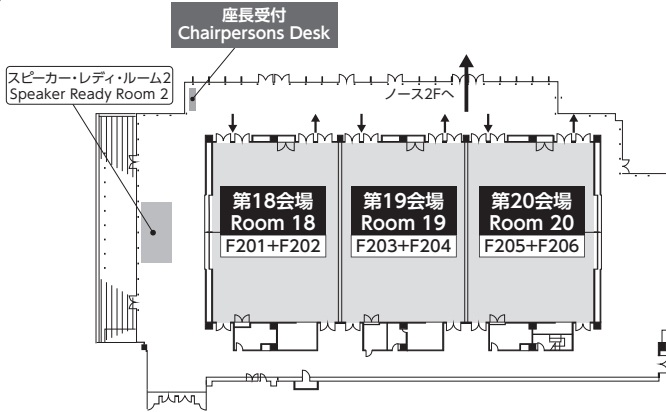 座長受付
Chairpersons Desk
スピーカー・レディ・ルーム2
Speaker Ready Room 2
ノース2Fへ
第18会場
Room 18
F201+F202
第19会場
Room 19
F203+F204
第20会場
Room 20
F205+F206